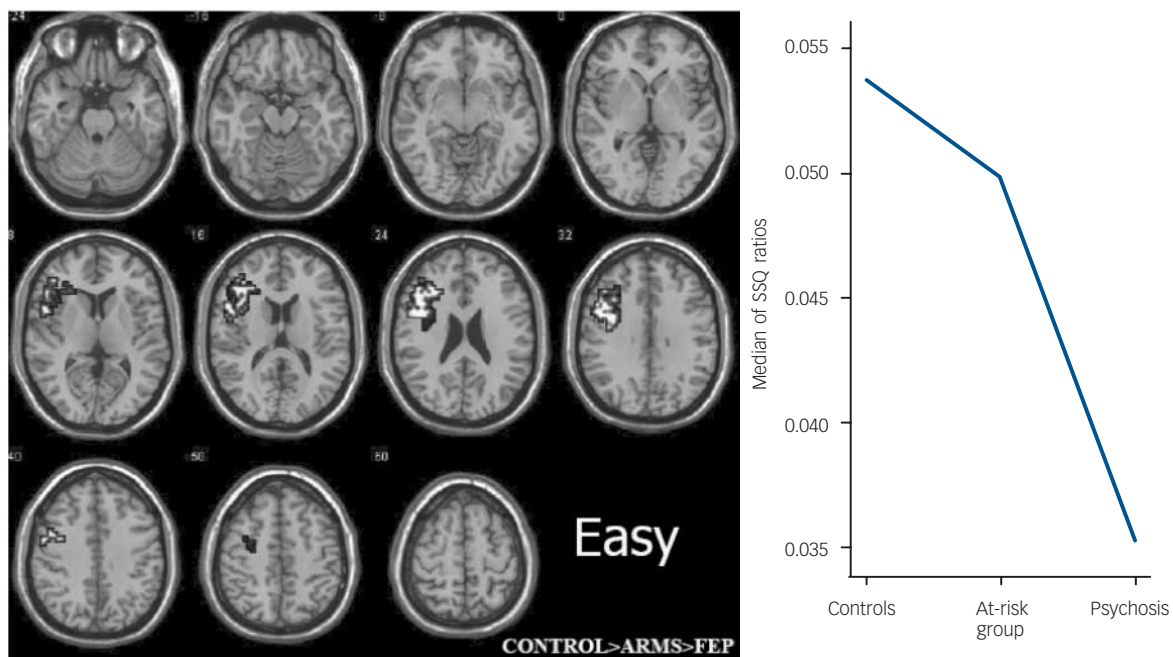 24
-16
-8
0
8
16
24
32
40
50
60
Easy
CONTROL>ARMS>FEP
Median of SSQ ratios
0.055
0.050
0.045
0.040
0.035
Controls
At-risk
group
Psychosis